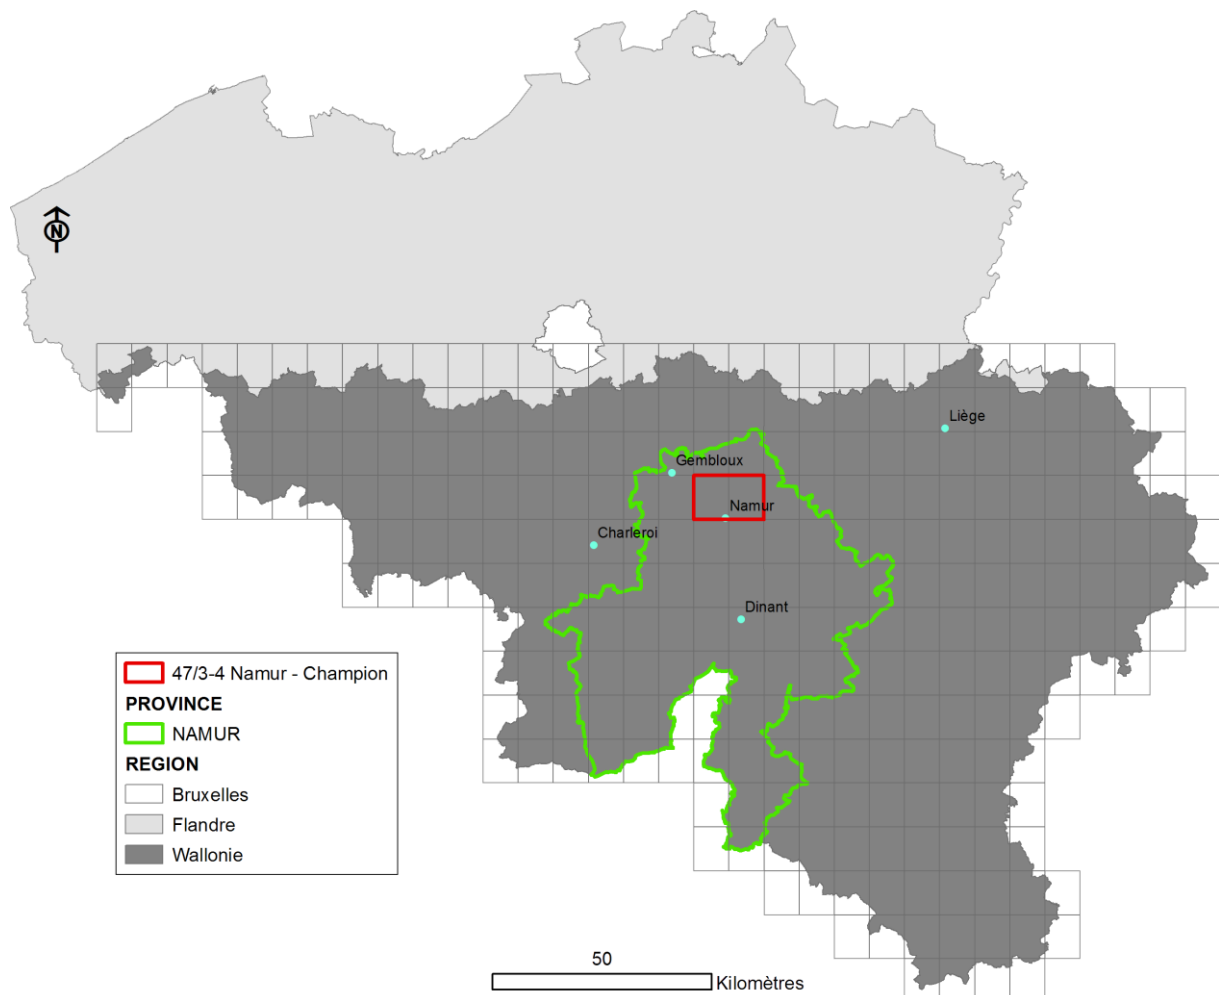 N
Liège
Gembloux
Namur
Charleroi
Dinant
47/3-4 Namur - Champion
PROVINCE
NAMUR
REGION
Bruxelles
Flandre
Wallonie
50
Kilomètres